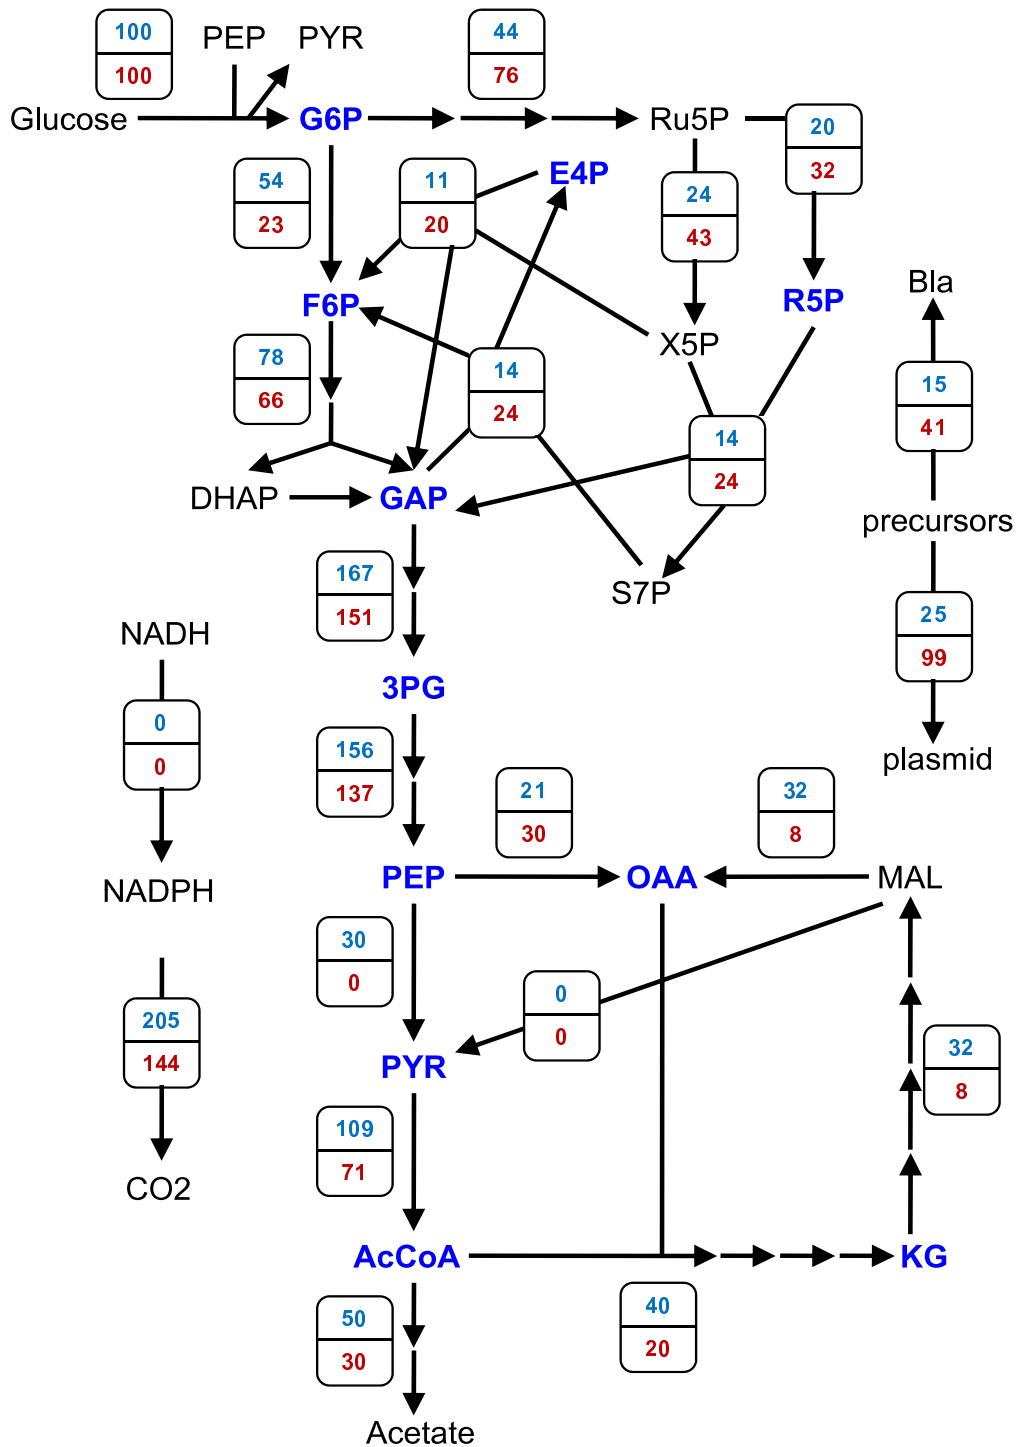 100
100
PEP
PYR
44
76
Glucose
G6P
Ru5P
20
32
54
23
11
20
E4P
24
43
F6P
R5P
Bla
78
66
X5P
14
24
15
41
14
24
DHAP
GAP
precursors
167
151
S7P
25
99
NADH
3PG
0
0
156
137
plasmid
21
30
32
8
NADPH
PEP
OAA
MAL
30
0
0
0
205
144
32
8
PYR
109
71
CO2
AcCoA
KG
50
30
40
20
Acetate